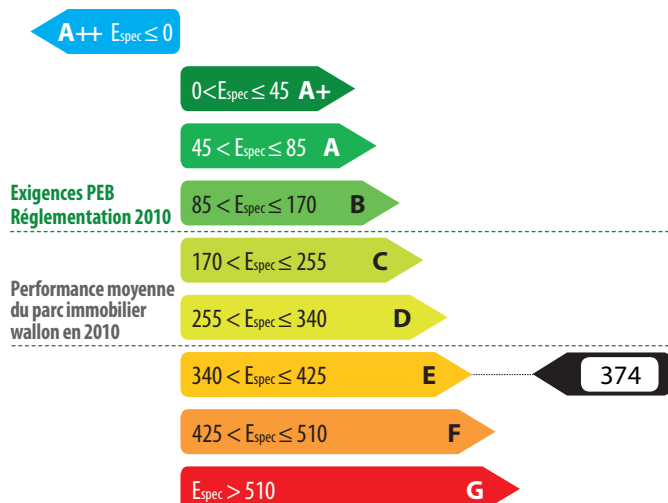 A++ Espec ≤ 0
0<Espec ≤ 45 A+
45 < Espec ≤ 85 A
Exigences PEB
Réglementation 2010
85 < Espec ≤ 170 B
170 < Espec ≤ 255 C
Performance moyenne
du parc immobilier
wallon en 2010
255 < Espec ≤ 340 D
340 < Espec ≤ 425 E
374
425 < Espec ≤ 510 F
Espec > 510 G